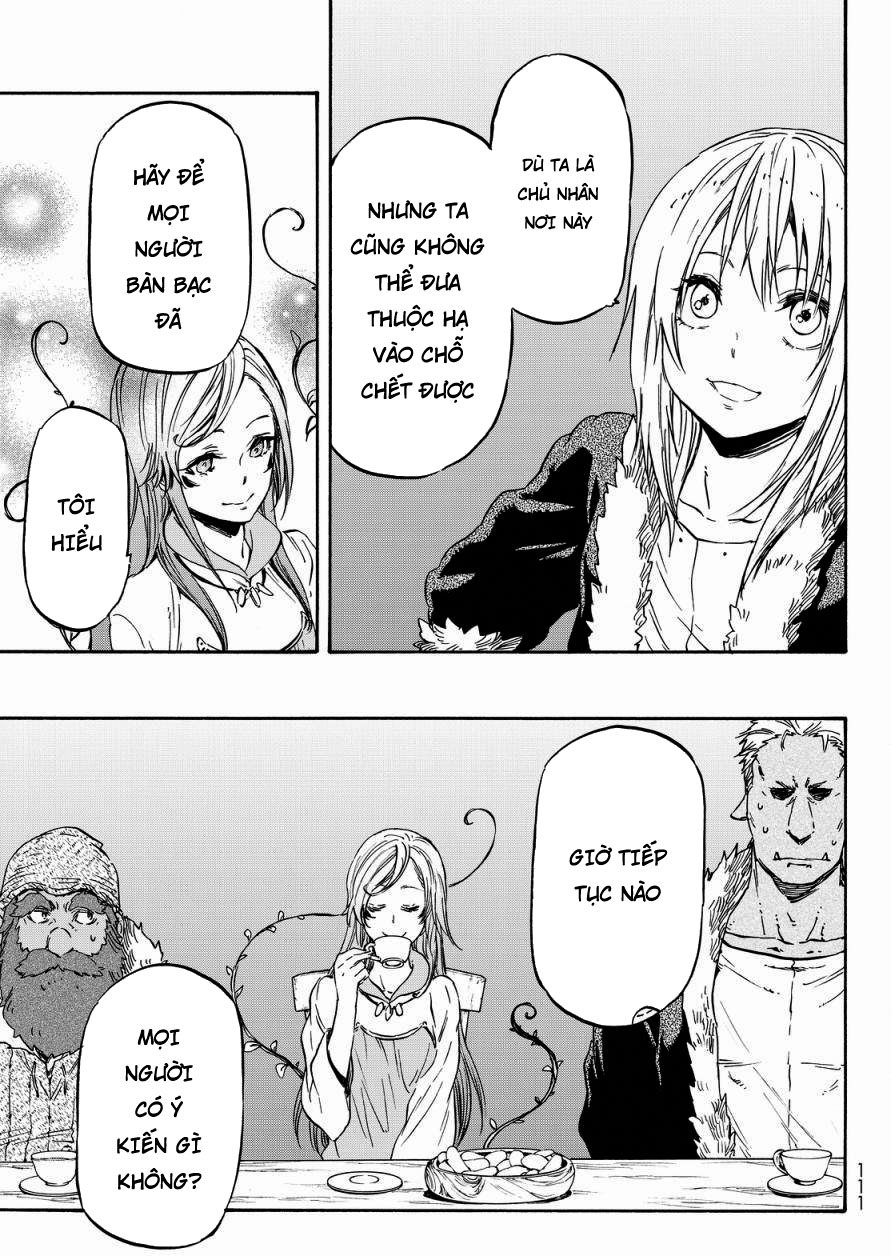 DÙ TA LÀ
CHỦ NHÂN
NƠI NÀY
NHƯNG TA
CŨNG KHÔNG
THỂ ĐƯA
THUỘC HẠ
VÀO CHỖ
CHẾT ĐƯỢC
HÃY ĐỂ
MỌI
NGƯỜI
BÀN BẠC
ĐÃ
TÔI
HIỂU
GIỜ TIẾP
TỤC NÀO
MỌI
NGƯỜI
CÓ Ý
KIẾN GÌ
KHÔNG?
111